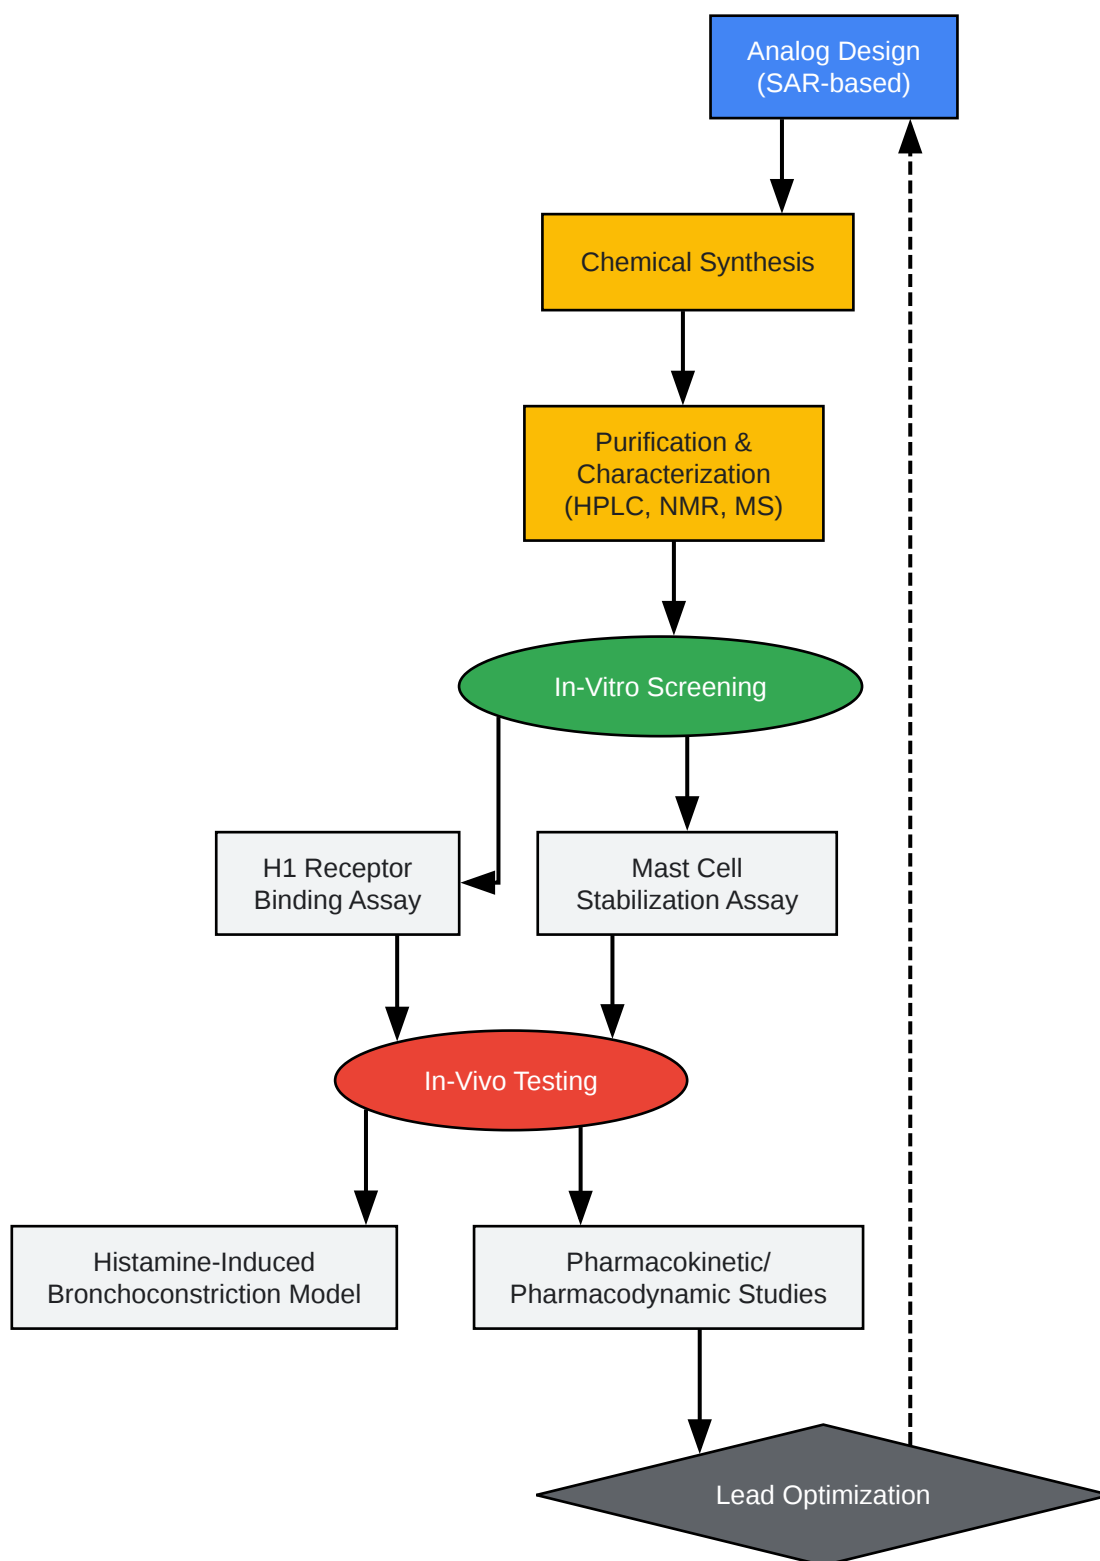 Analog Design
(SAR-based)
Chemical Synthesis
Purification &
Characterization
(HPLC, NMR, MS)
In-Vitro Screening
H1 Receptor
Binding Assay
Mast Cell
Stabilization Assay
In-Vivo Testing
Histamine-Induced
Bronchoconstriction Model
Pharmacokinetic/
Pharmacodynamic Studies
Lead Optimization